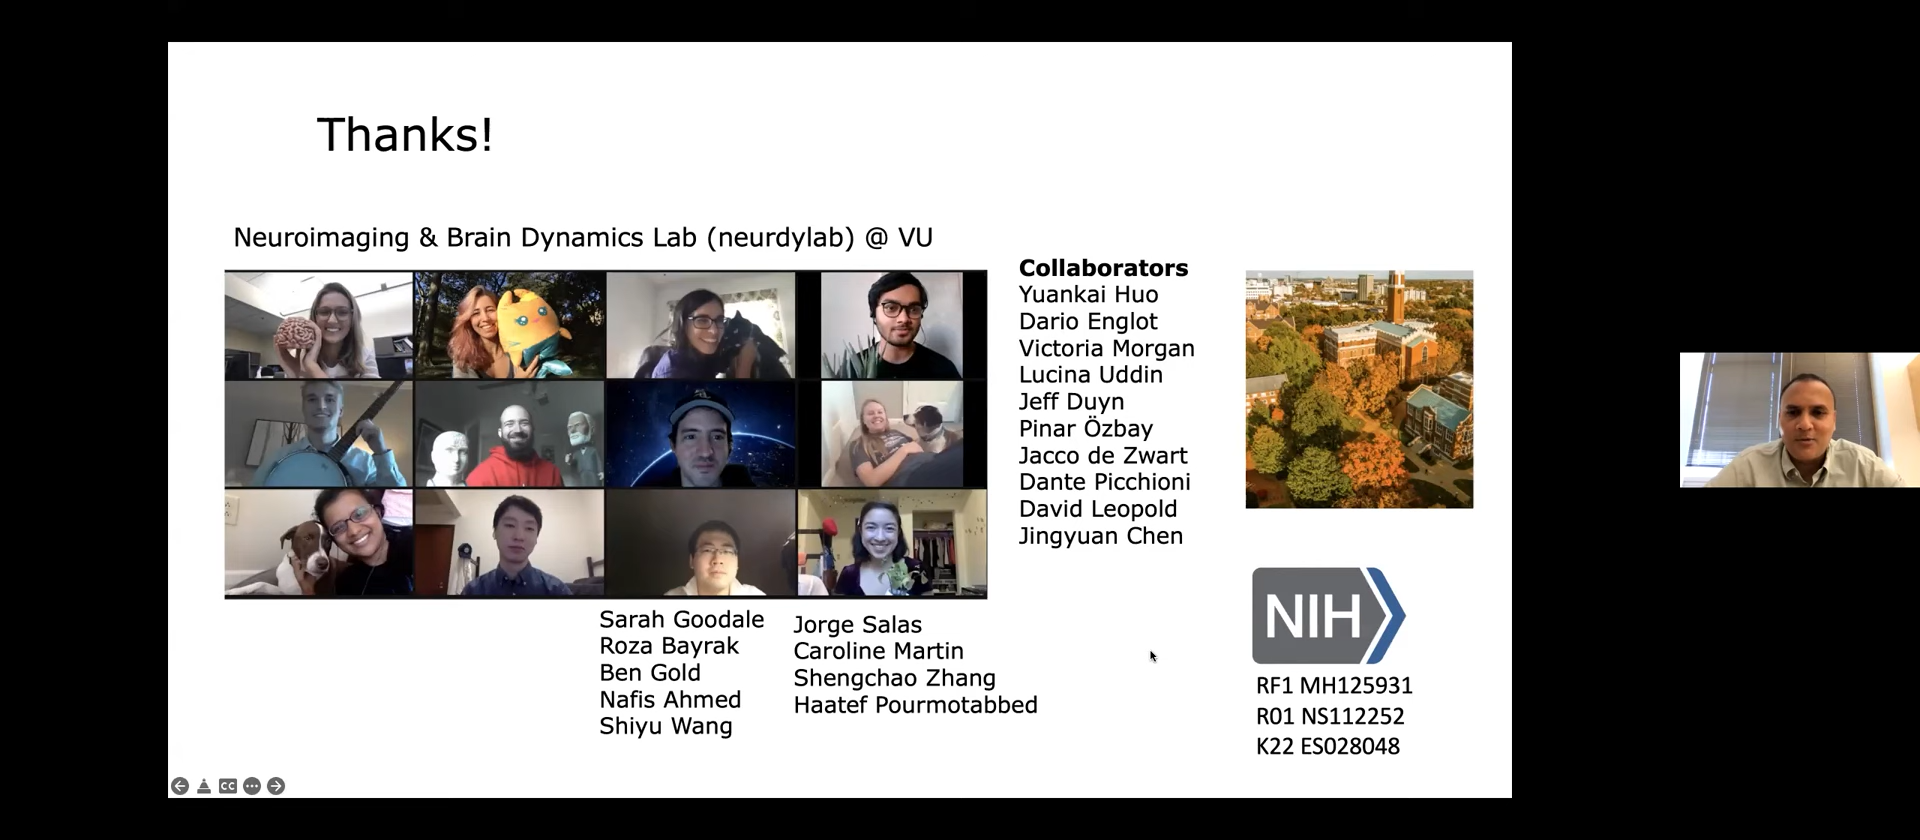 Thanks!
Neuroimaging & Brain Dynamics Lab (neurdylab) @ VU
Collaborators
Yuankai Huo
Dario Englot
Victoria Morgan
Lucina Uddin
Jeff Duyn
Pinar Özbay
Jacco de Zwart
Dante Picchioni
David Leopold
Jingyuan Chen
Sarah Goodale
Roza Bayrak
Ben Gold
Nafis Ahmed
Shiyu Wang
Jorge Salas
Caroline Martin
Shengchao Zhang
Haatef Pourmotabbed
NIH
RF1 MH125931
R01 NS112252
K22 ES028048
CC